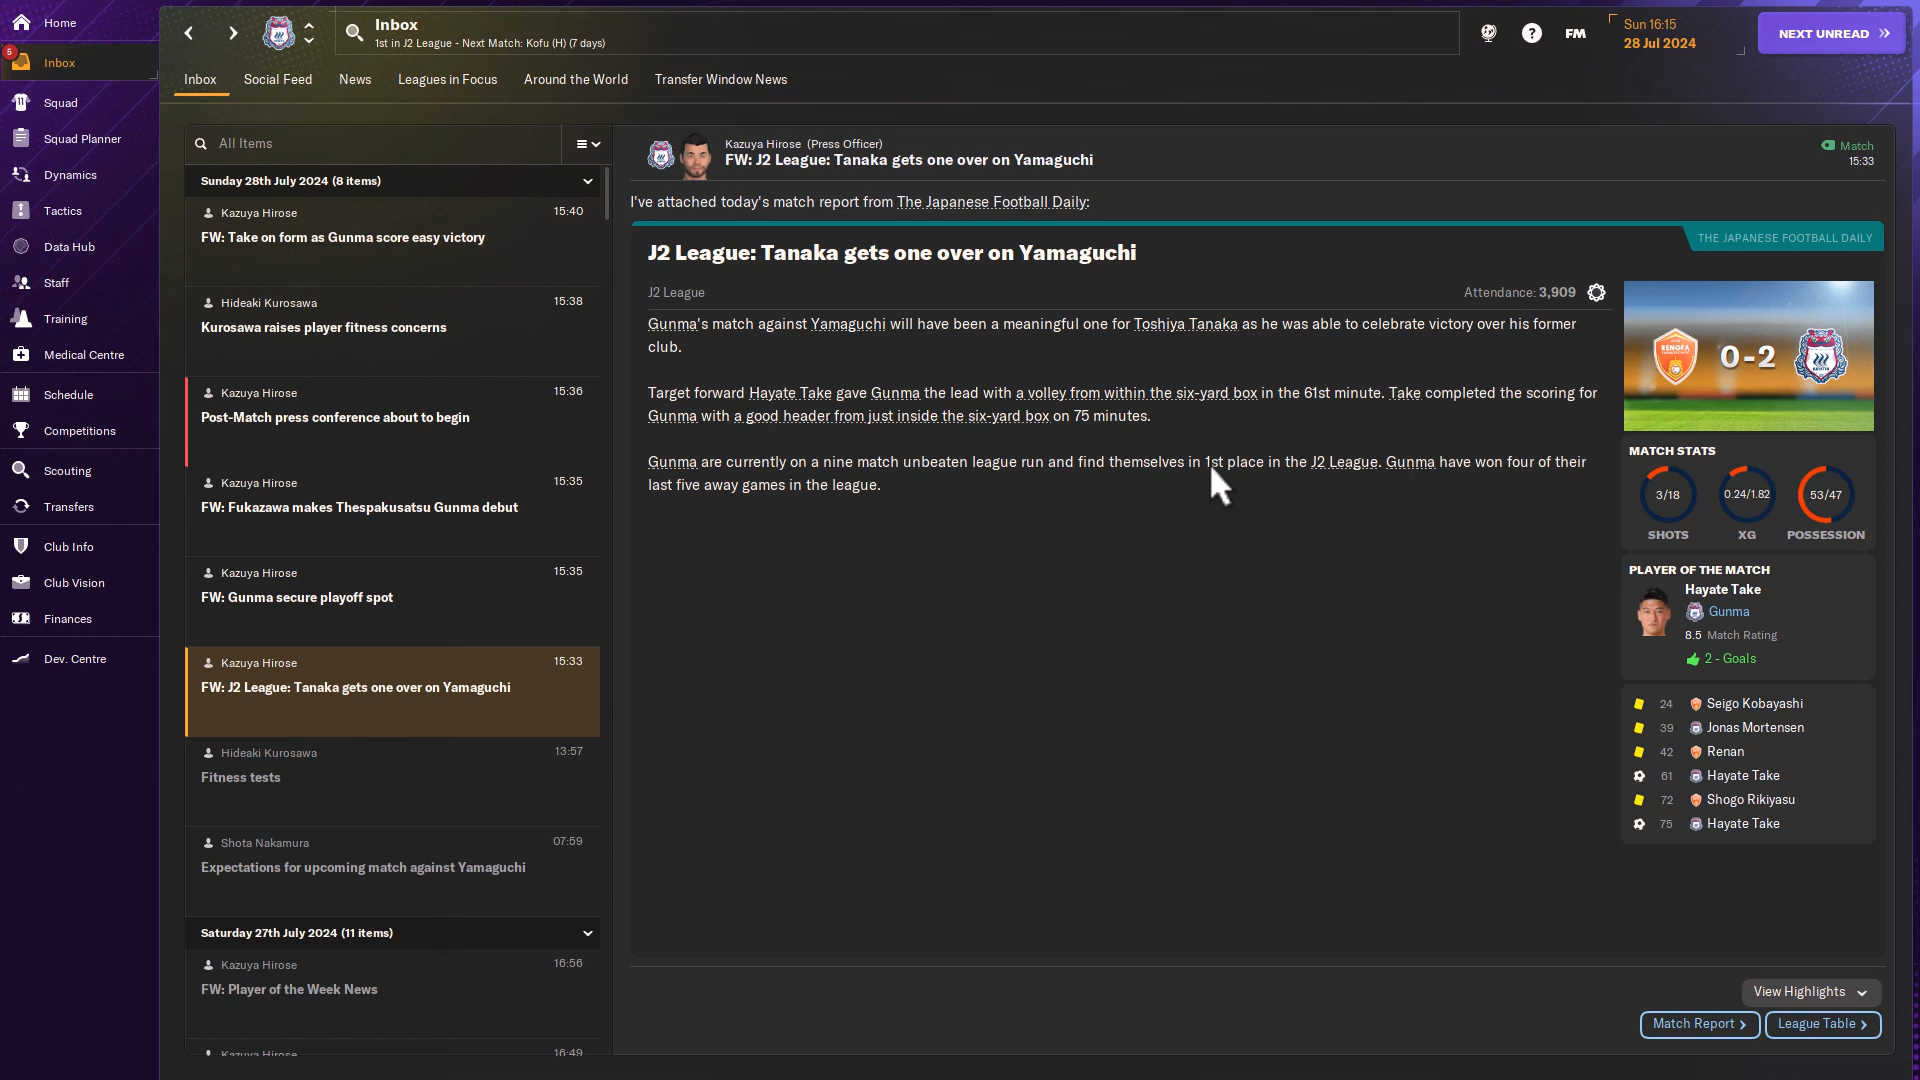 Home
6
Inbox
Squad
Squad Planner
Dynamics
Tactics
Data Hub
Staff
Training
Medical Centre
Schedule
Competitions
Scouting
Transfers
Club Info
Club Vision
Finances
Dev. Centre
Inbox
1st in J2 League - Next Match: Kofu (H) (7 days)
FM
Sun 16:15
28 Jul 2024
NEXT UNREAD
Inbox Social Feed News Leagues in Focus Around the World Transfer Window News
All Items
Sunday 28th July 2024 (8 items)
Kazuya Hirose 15:40
FW: Take on form as Gunma score easy victory
Hideaki Kurosawa 15:38
Kurosawa raises player fitness concerns
Kazuya Hirose 15:36
Post-Match press conference about to begin
Kazuya Hirose 15:35
FW: Fukazawa makes Thespakusatsu Gunma debut
Kazuya Hirose 15:35
FW: Gunma secure playoff spot
Kazuya Hirose 15:33
FW: J2 League: Tanaka gets one over on Yamaguchi
Hideaki Kurosawa 13:57
Fitness tests
Shota Nakamura 07:59
Expectations for upcoming match against Yamaguchi
Saturday 27th July 2024 (11 items)
Kazuya Hirose 16:56
FW: Player of the Week News
Kazuya Hirose 16:49
Kazuya Hirose (Press Officer)
FW: J2 League: Tanaka gets one over on Yamaguchi
Match
15:33
I've attached today's match report from The Japanese Football Daily:
THE JAPANESE FOOTBALL DAILY
J2 League: Tanaka gets one over on Yamaguchi
J2 League Attendance: 3,909
Gunma's match against Yamaguchi will have been a meaningful one for Toshiya Tanaka as he was able to celebrate victory over his former
club.
Target forward Hayate Take gave Gunma the lead with a volley from within the six-yard box in the 61st minute. Take completed the scoring for
Gunma with a good header from just inside the six-yard box on 75 minutes.
Gunma are currently on a nine match unbeaten league run and find themselves in 1st place in the J2 League. Gunma have won four of their
last five away games in the league.
RENOFA
0-2
MATCH STATS
3/18 0.24/1.82 53/47
SHOTS XG POSSESSION
PLAYER OF THE MATCH
Hayate Take
Gunma
8.5 Match Rating
2 - Goals
24 Seigo Kobayashi
39 Jonas Mortensen
42 Renan
61 Hayate Take
72 Shogo Rikiyasu
75 Hayate Take
View Highlights
Match Report
League Table